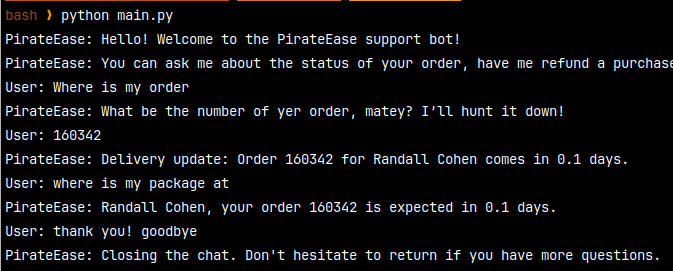 bash ❯ python main.py
PirateEase: Hello! Welcome to the PirateEase support bot!
PirateEase: You can ask me about the status of your order, have me refund a purchase
User: Where is my order
PirateEase: What be the number of yer order, matey? I’ll hunt it down!
User: 160342
PirateEase: Delivery update: Order 160342 for Randall Cohen comes in 0.1 days.
User: where is my package at
PirateEase: Randall Cohen, your order 160342 is expected in 0.1 days.
User: thank you! goodbye
PirateEase: Closing the chat. Don't hesitate to return if you have more questions.